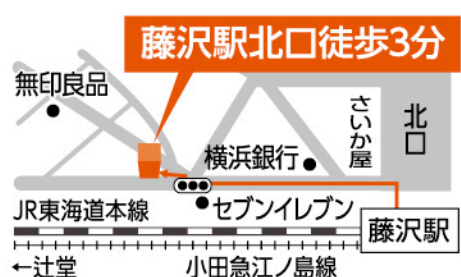 藤沢駅北口徒歩3分
無印良品
さいか屋
北口
横浜銀行
JR東海道本線
セブンイレブン
藤沢駅
←辻堂
小田急江ノ島線